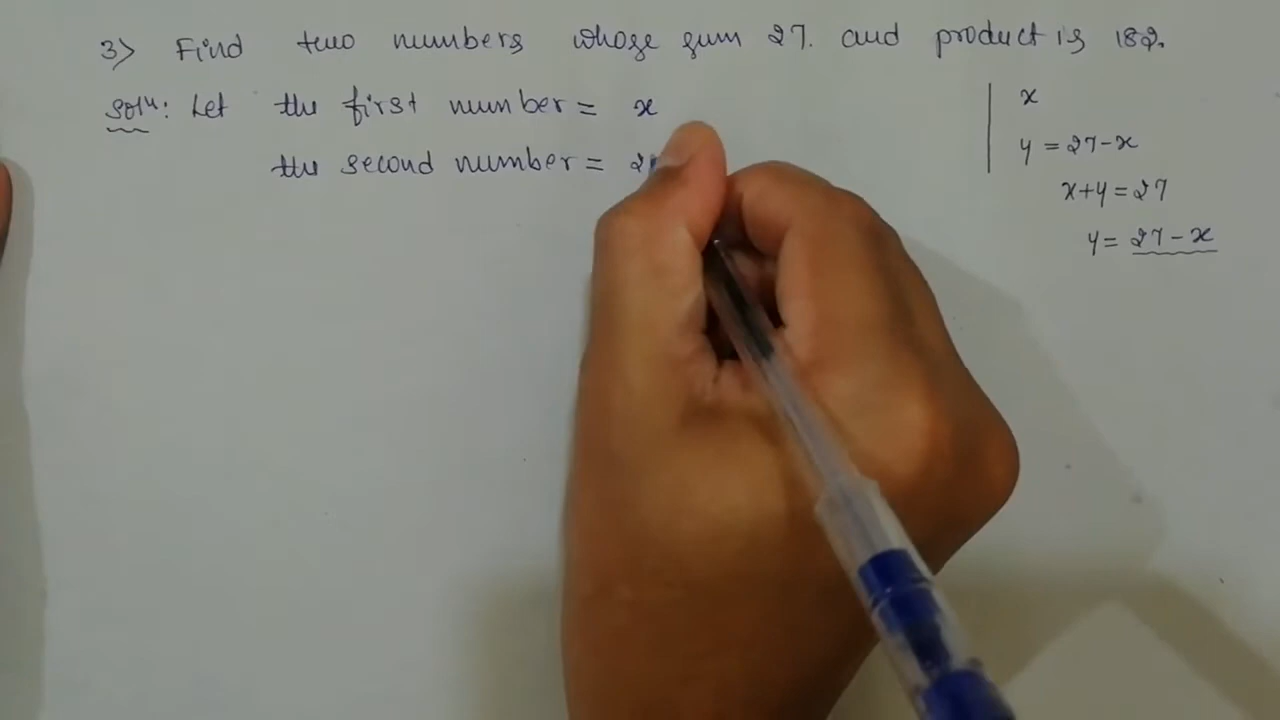 3) Find two numbers whose sum 27. and product is 182.
Soln: Let the first number = x
the second number = 2
x
y = 27-x
x+y = 27
y = 27-x